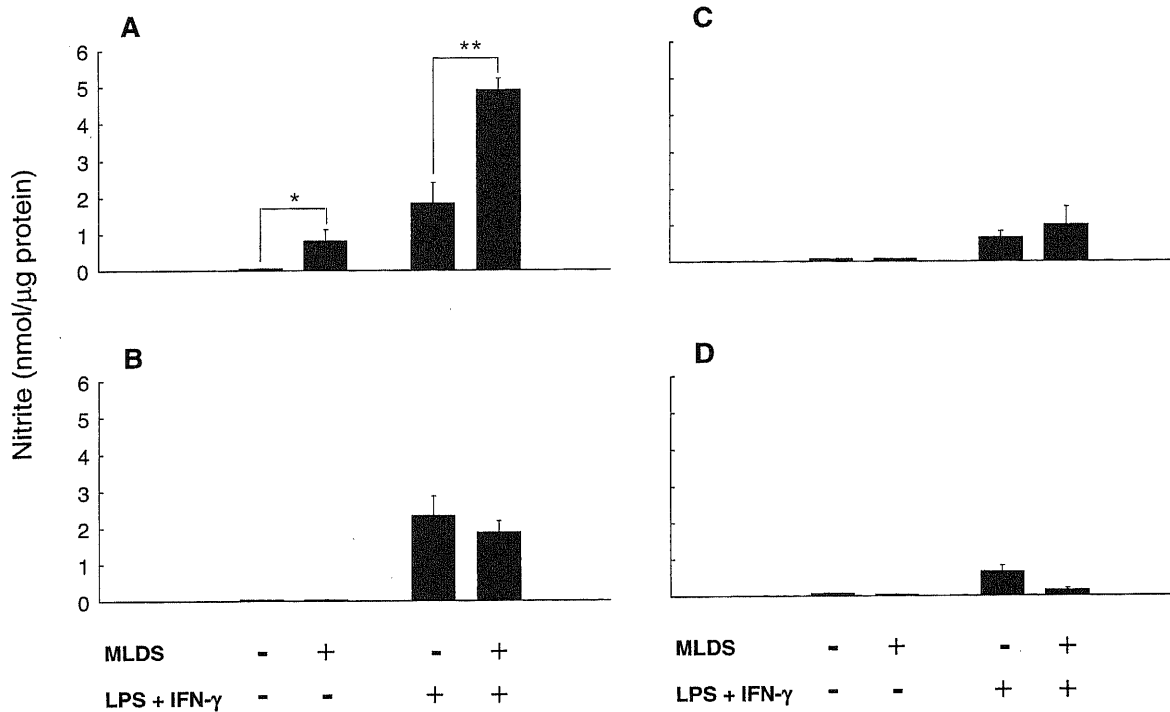 A
6
5
4
3
2
1
0
*
**
C
Nitrite (nmol/µg protein)
B
6
5
4
3
2
1
0
D
MLDS - + - +
LPS + IFN-γ - - + +
MLDS - + - +
LPS + IFN-γ - - + +